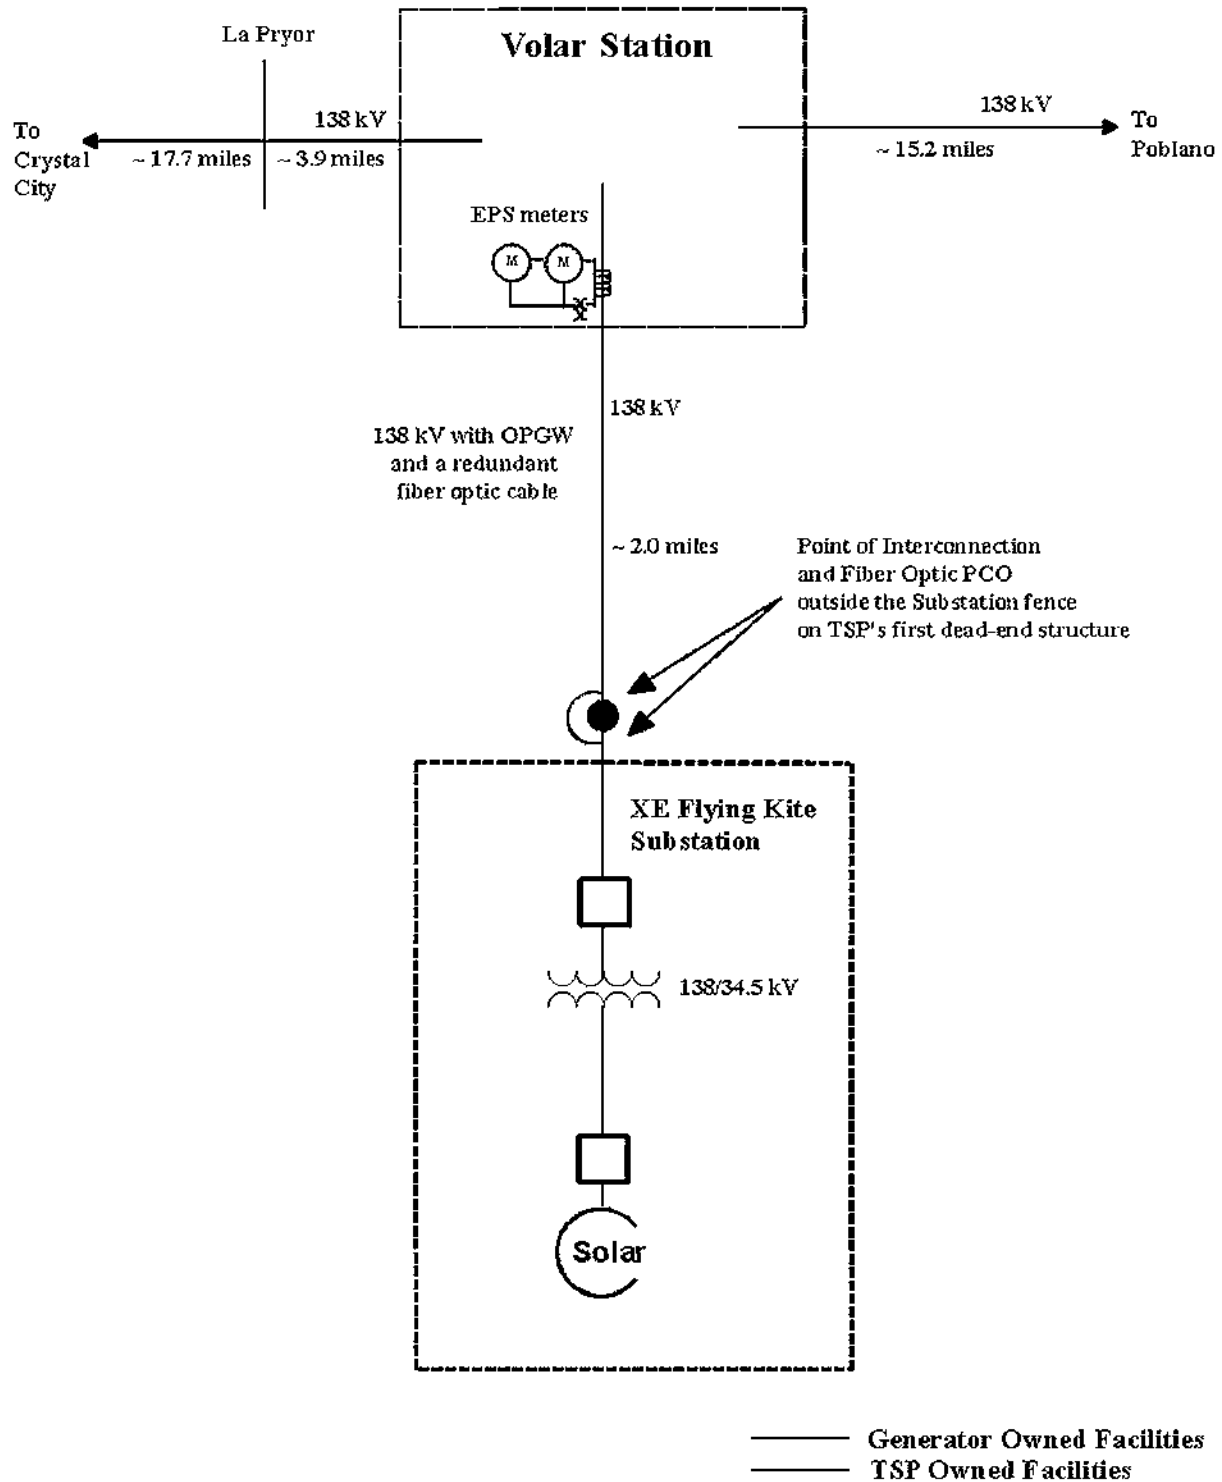 La Pryor
Volar Station
138 kV
138 kV
To
Crystal
City
~ 17.7 miles
~ 3.9 miles
To
Poblano
~ 15.2 miles
EPS meters
M
M
138 kV
138 kV with OPGW
and a redundant
fiber optic cable
~ 2.0 miles
Point of Interconnection
and Fiber Optic PCO
outside the Substation fence
on TSP's first dead-end structure
XE Flying Kite
Substation
138/34.5 kV
Solar
Generator Owned Facilities
TSP Owned Facilities